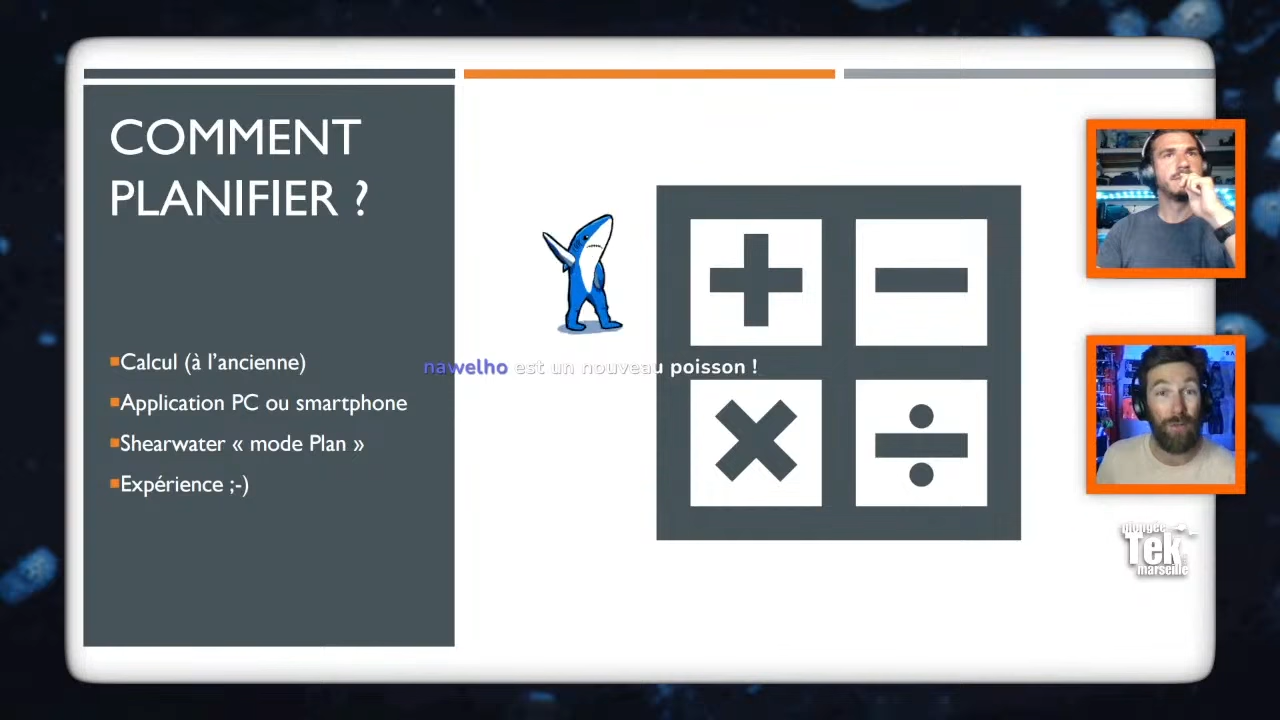 COMMENT
PLANIFIER ?
▪Calcul (à l’ancienne)
▪Application PC ou smartphone
▪Shearwater « mode Plan »
▪Expérience ;-)
nawelho est un nouveau poisson !
plongée
Tek
marseille